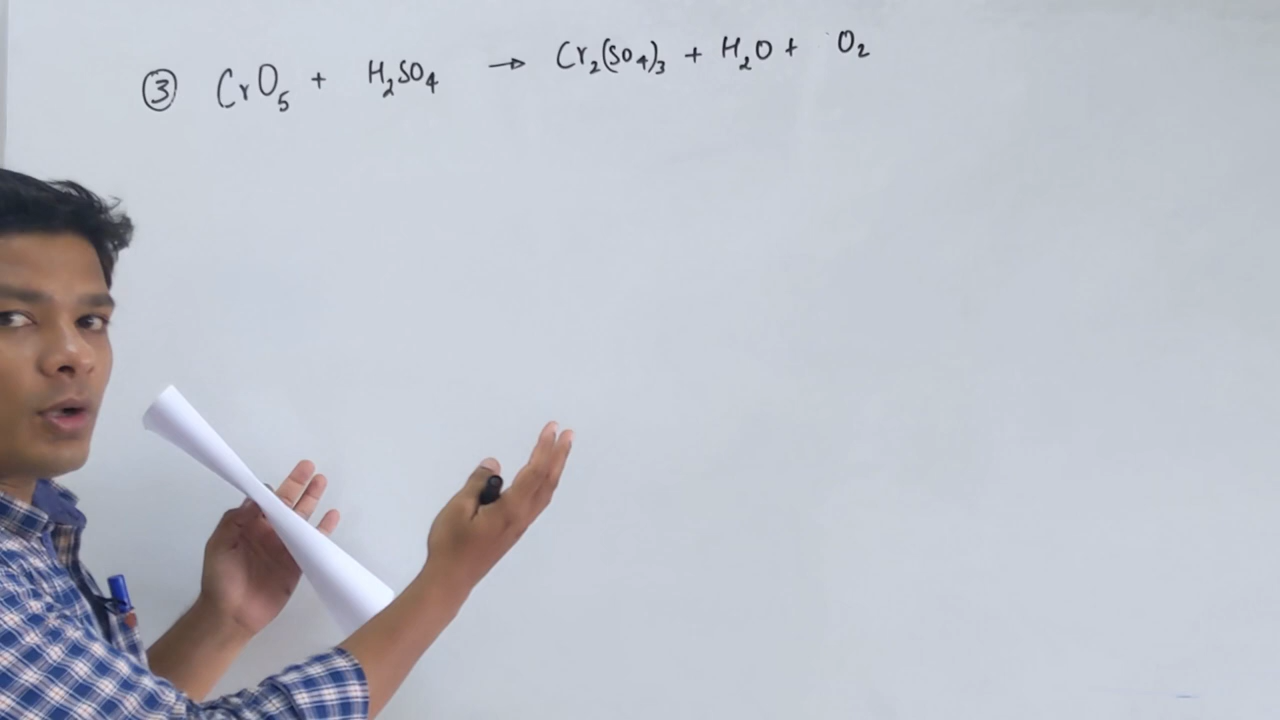 ③ CrO₅ + H₂SO₄ → Cr₂(SO₄)₃ + H₂O + O₂